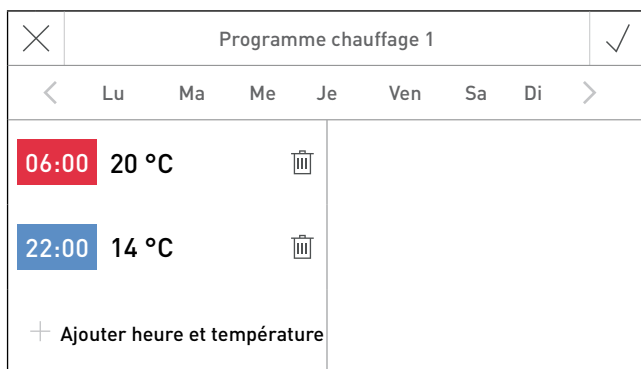 Programme chauffage 1
Lu Ma Me Je Ven Sa Di
06:00 20 °C
22:00 14 °C
Ajouter heure et température